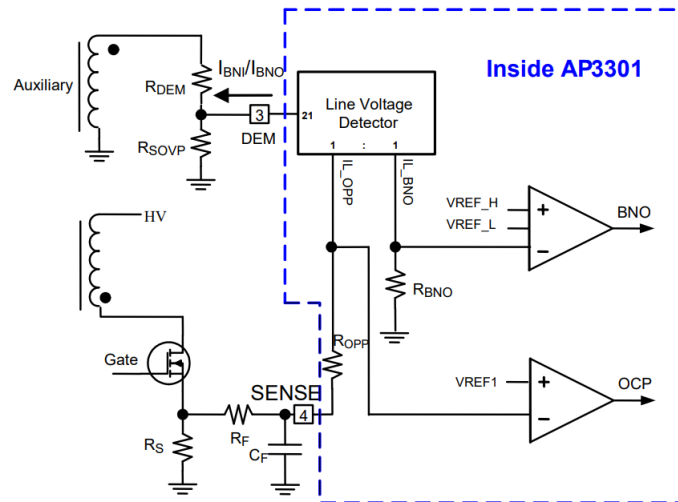 Inside AP3301
Auxiliary
RDEM
IBNI/IBNO
3
DEM
RSOVP
21
Line Voltage
Detector
1 : 1
IL_OPP
IL_BNO
VREF_H
VREF_L
+
-
BNO
RBNO
HV
Gate
ROPP
SENSE
4
RS
RF
CF
VREF1
+
-
OCP